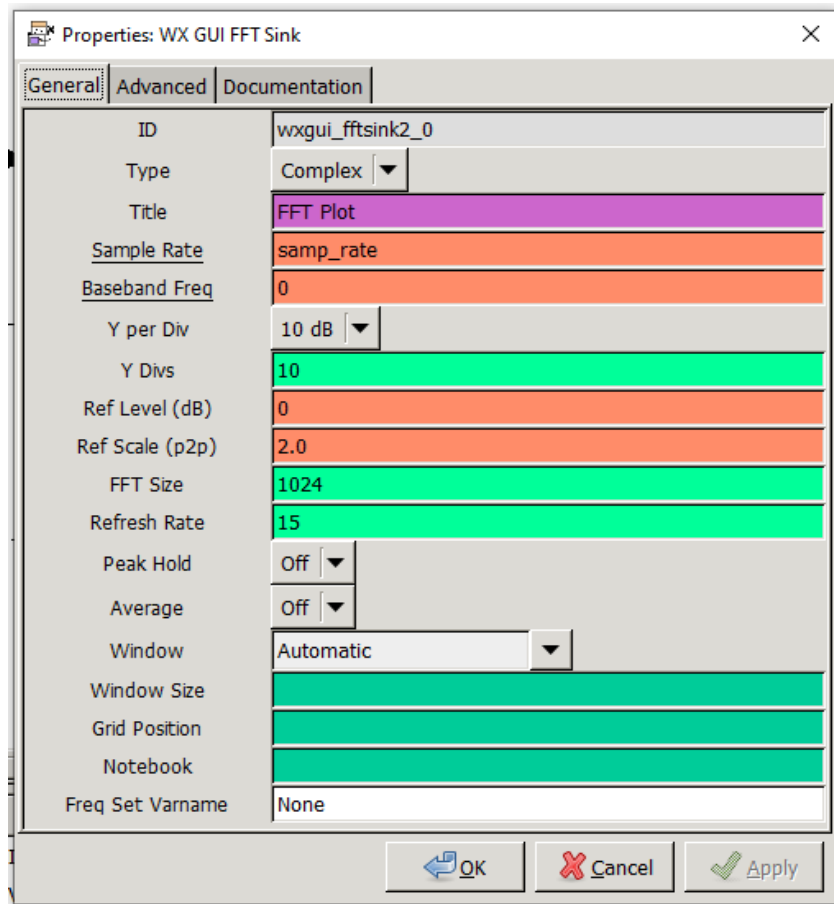 Properties: WX GUI FFT Sink
General Advanced Documentation
ID wxgui_fftsink2_0
Type Complex
Title FFT Plot
Sample Rate samp_rate
Baseband Freq 0
Y per Div 10 dB
Y Divs 10
Ref Level (dB) 0
Ref Scale (p2p) 2.0
FFT Size 1024
Refresh Rate 15
Peak Hold Off
Average Off
Window Automatic
Window Size
Grid Position
Notebook
Freq Set Varname None
OK Cancel Apply